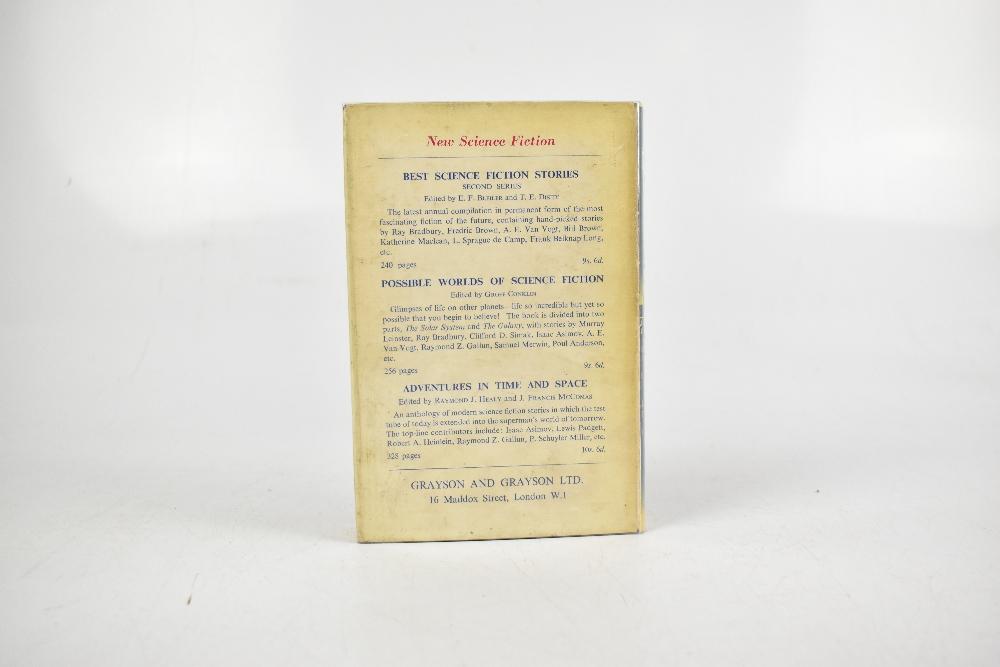 New Science Fiction
BEST SCIENCE FICTION STORIES
SECOND SERIES
Edited by E. F. BLEILER and T. E. DIKTY
The latest annual compilation in permanent form of the most
fascinating fiction of the future, containing hand-picked stories
by Ray Bradbury, Fredric Brown, A. E. Van Vogt, Bill Brown,
Katherine Maclean, L. Sprague de Camp, Frank Belknap Long,
etc.
240 pages 9s. 6d.
POSSIBLE WORLDS OF SCIENCE FICTION
Edited by GROFF CONKLIN
Glimpses of life on other planets—life so incredible but yet so
possible that you begin to believe! The book is divided into two
parts, The Solar System and The Galaxy, with stories by Murray
Leinster, Ray Bradbury, Clifford D. Simak, Isaac Asimov, A. E.
Van Vogt, Raymond Z. Gallun, Samuel Merwin, Poul Anderson,
etc.
256 pages 9s. 6d.
ADVENTURES IN TIME AND SPACE
Edited by RAYMOND J. HEALY and J. FRANCIS MCCOMAS
An anthology of modern science fiction stories in which the test
tube of today is extended into the superman's world of tomorrow.
The top-line contributors include: Isaac Asimov, Lewis Padgett,
Robert A. Heinlein, Raymond Z. Gallun, P. Schuyler Miller, etc.
328 pages 10s. 6d.
GRAYSON AND GRAYSON LTD.
16 Maddox Street, London W.1